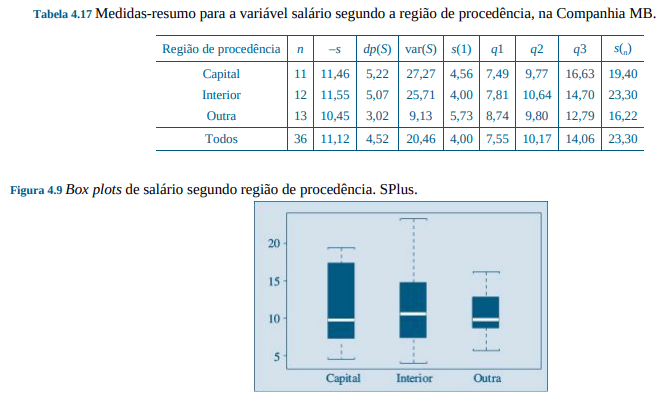 Tabela 4.17 Medidas-resumo para a variável salário segundo a região de procedência, na Companhia MB.
Região de procedência n –s dp(S) var(S) s(1) q1 q2 q3 s(n)
Capital 11 11,46 5,22 27,27 4,56 7,49 9,77 16,63 19,40
Interior 12 11,55 5,07 25,71 4,00 7,81 10,64 14,70 23,30
Outra 13 10,45 3,02 9,13 5,73 8,74 9,80 12,79 16,22
Todos 36 11,12 4,52 20,46 4,00 7,55 10,17 14,06 23,30
Figura 4.9 Box plots de salário segundo região de procedência. SPlus.
20
15
10
5
Capital Interior Outra